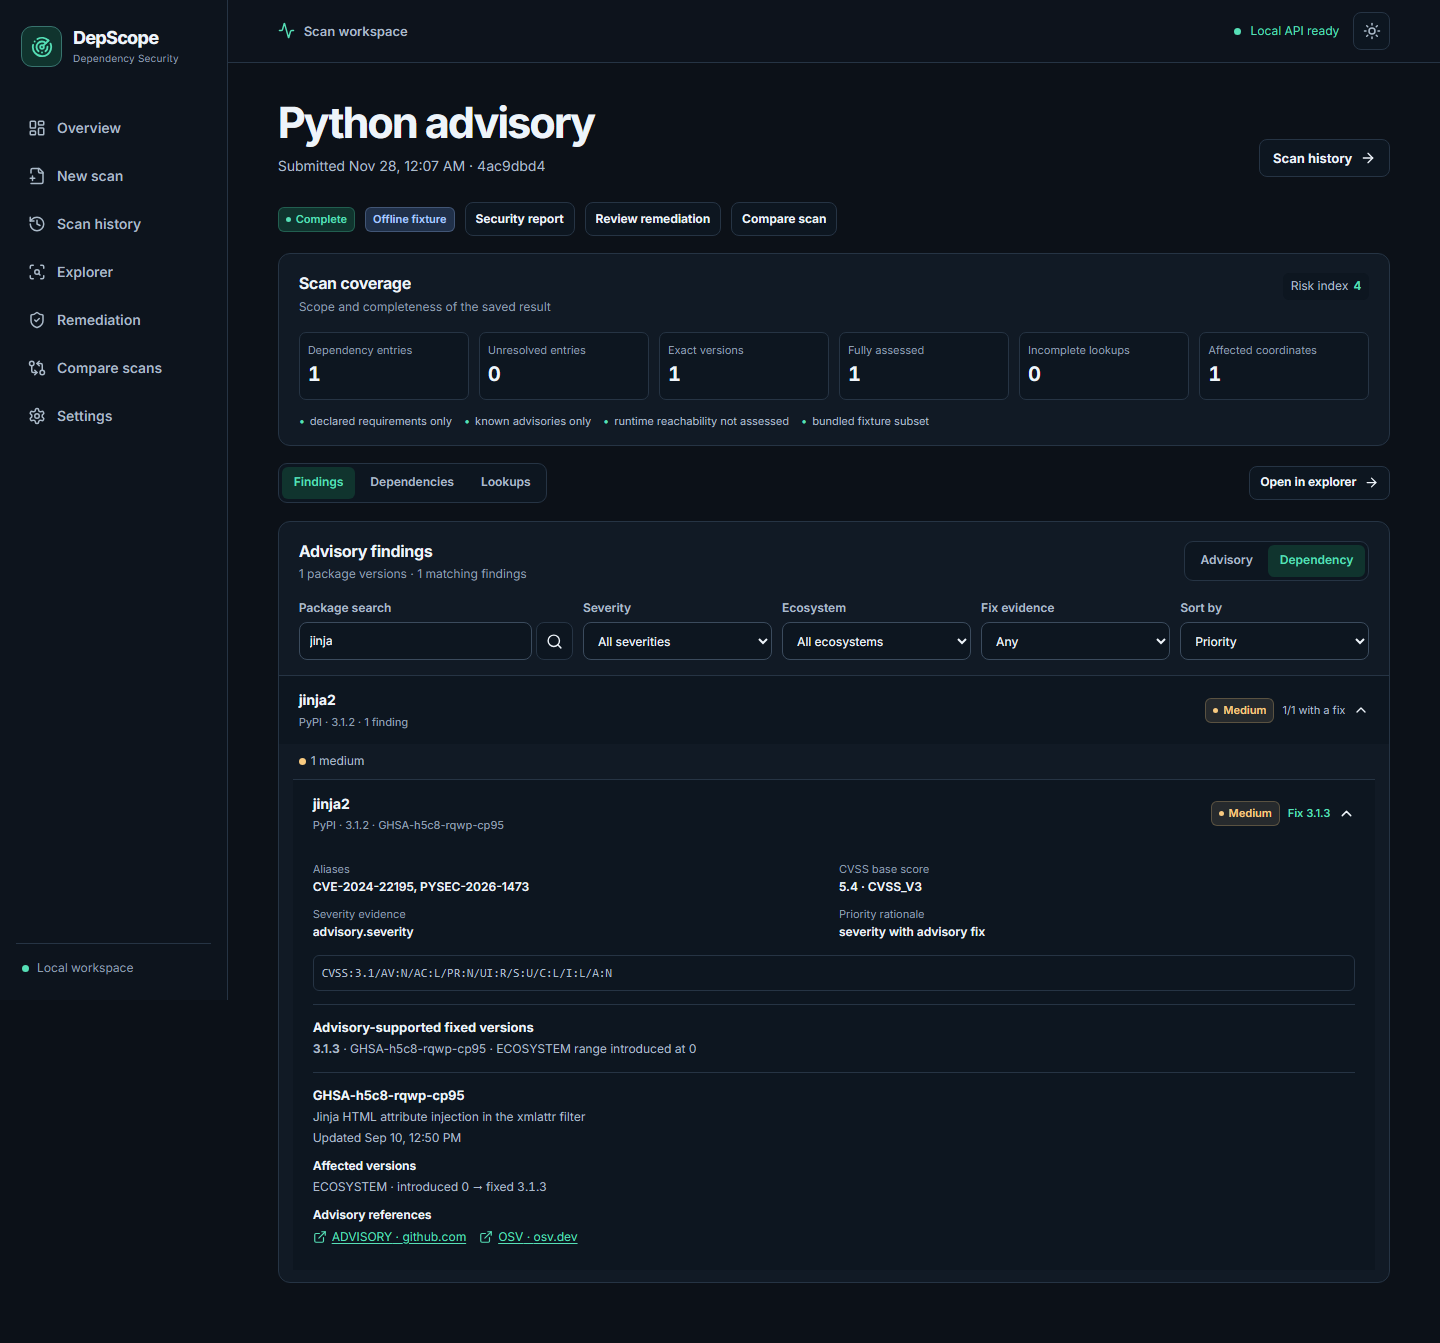 DepScope
Dependency Security
Overview
New scan
Scan history
Explorer
Remediation
Compare scans
Settings
Local workspace
Scan workspace
Local API ready
Python advisory
Submitted Nov 28, 12:07 AM · 4ac9dbd4
Scan history
Complete
Offline fixture
Security report
Review remediation
Compare scan
Scan coverage
Scope and completeness of the saved result
Risk index 4
Dependency entries
1
Unresolved entries
0
Exact versions
1
Fully assessed
1
Incomplete lookups
0
Affected coordinates
1
• declared requirements only • known advisories only • runtime reachability not assessed • bundled fixture subset
Findings
Dependencies
Lookups
Open in explorer
Advisory findings
1 package versions · 1 matching findings
Advisory
Dependency
Package search
jinja
Severity
All severities
Ecosystem
All ecosystems
Fix evidence
Any
Sort by
Priority
jinja2
PyPI · 3.1.2 · 1 finding
Medium
1/1 with a fix
1 medium
jinja2
PyPI · 3.1.2 · GHSA-h5c8-rqwp-cp95
Medium
Fix 3.1.3
Aliases
CVE-2024-22195, PYSEC-2026-1473
CVSS base score
5.4 · CVSS_V3
Severity evidence
advisory.severity
Priority rationale
severity with advisory fix
CVSS:3.1/AV:N/AC:L/PR:N/UI:R/S:U/C:L/I:L/A:N
Advisory-supported fixed versions
3.1.3 · GHSA-h5c8-rqwp-cp95 · ECOSYSTEM range introduced at 0
GHSA-h5c8-rqwp-cp95
Jinja HTML attribute injection in the xmlattr filter
Updated Sep 10, 12:50 PM
Affected versions
ECOSYSTEM · introduced 0 → fixed 3.1.3
Advisory references
ADVISORY · github.com
OSV · osv.dev